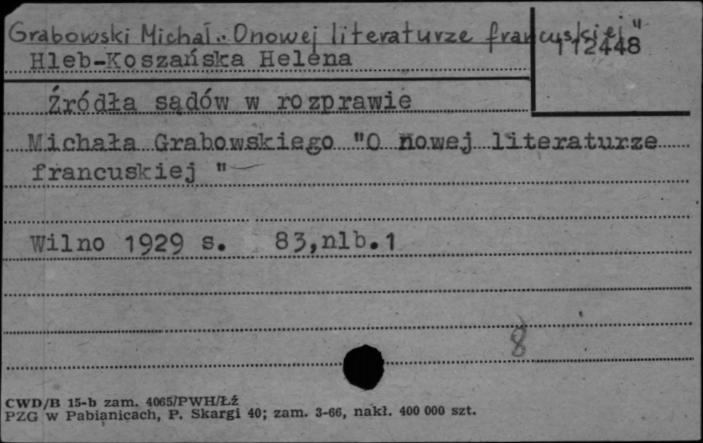 Grabowski Michał.: O nowej literaturze francuskiej"
112448
Hleb-Koszańska Helena
Źródła sądów w rozprawie
Michała Grabowskiego "O nowej literaturze
francuskiej "
Wilno 1929 s. 83,nlb.1
8
CWD/B 15-b zam. 4065/PWH/Łź
PZG w Pabianicach, P. Skargi 40; zam. 3-66, nakł. 400 000 szt.